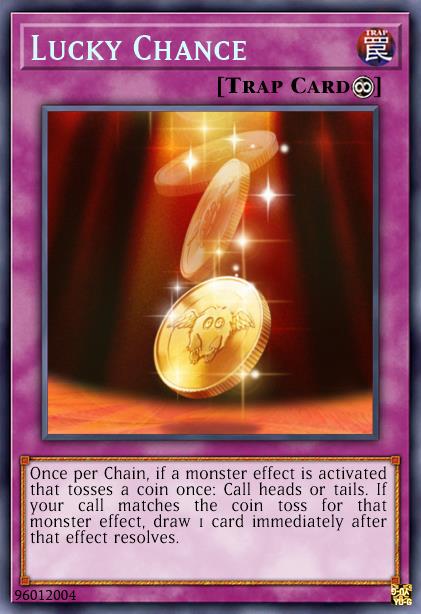 Lucky Chance
TRAP
罠
[Trap Card]
Once per Chain, if a monster effect is activated
that tosses a coin once: Call heads or tails. If
your call matches the coin toss for that
monster effect, draw 1 card immediately after
that effect resolves.
96012004